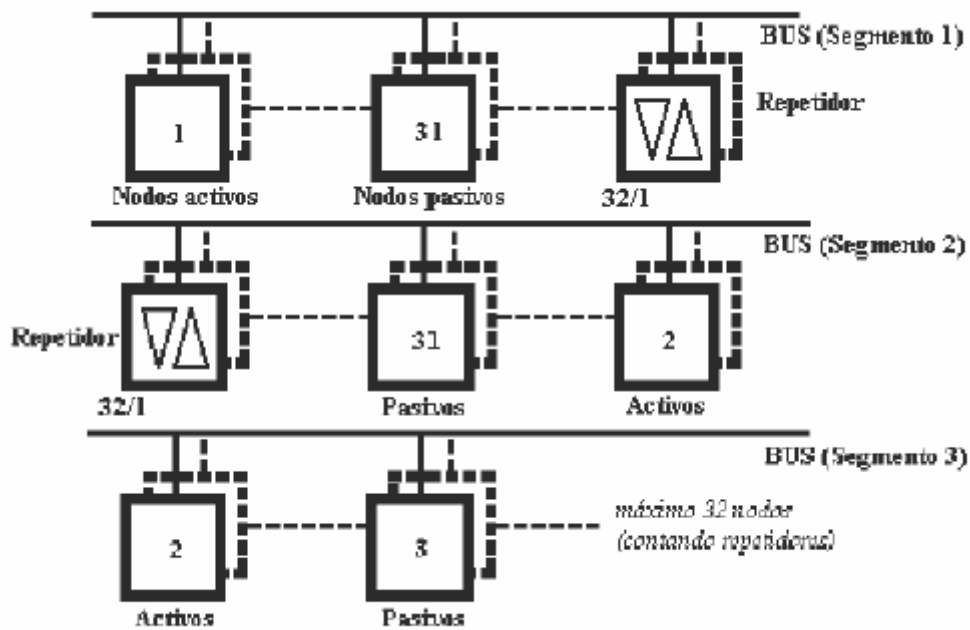 BUS (Segmento 1)
1
31
Repetidor
Nodos activos
Nodos pasivos
32/1
BUS (Segmento 2)
Repetidor
31
2
32/1
Pasivos
Activos
BUS (Segmento 3)
2
3
máximo 32 nodos
(contando repetidores)
Activos
Pasivos